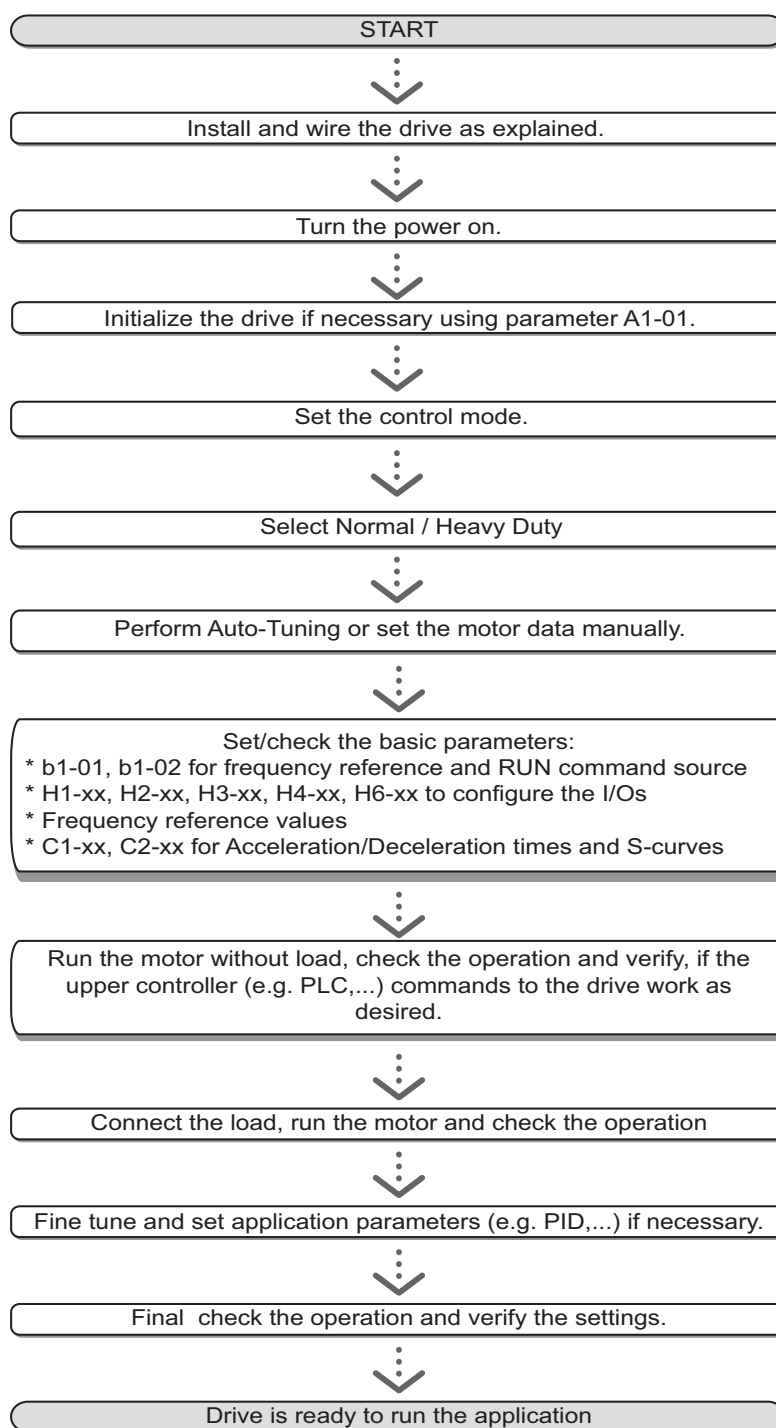 START
Install and wire the drive as explained.
Turn the power on.
Initialize the drive if necessary using parameter A1-01.
Set the control mode.
Select Normal / Heavy Duty
Perform Auto-Tuning or set the motor data manually.
Set/check the basic parameters:
* b1-01, b1-02 for frequency reference and RUN command source
* H1-xx, H2-xx, H3-xx, H4-xx, H6-xx to configure the I/Os
* Frequency reference values
* C1-xx, C2-xx for Acceleration/Deceleration times and S-curves
Run the motor without load, check the operation and verify, if the
upper controller (e.g. PLC,...) commands to the drive work as
desired.
Connect the load, run the motor and check the operation
Fine tune and set application parameters (e.g. PID,...) if necessary.
Final  check the operation and verify the settings.
Drive is ready to run the application